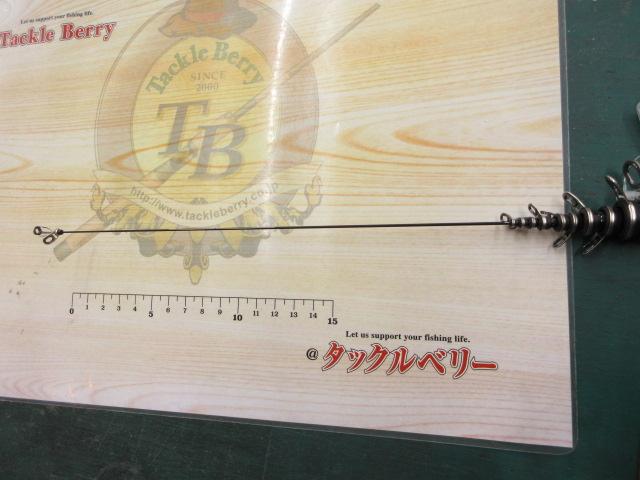 Let us support your fishing life.
Tackle Berry
Tackle Berry
SINCE
2000
TB
http://www.tackleberry.co.jp
0 1 2 3 4 5 6 7 8 9 10 11 12 13 14 15
Let us support your fishing life.
@タックルベリー